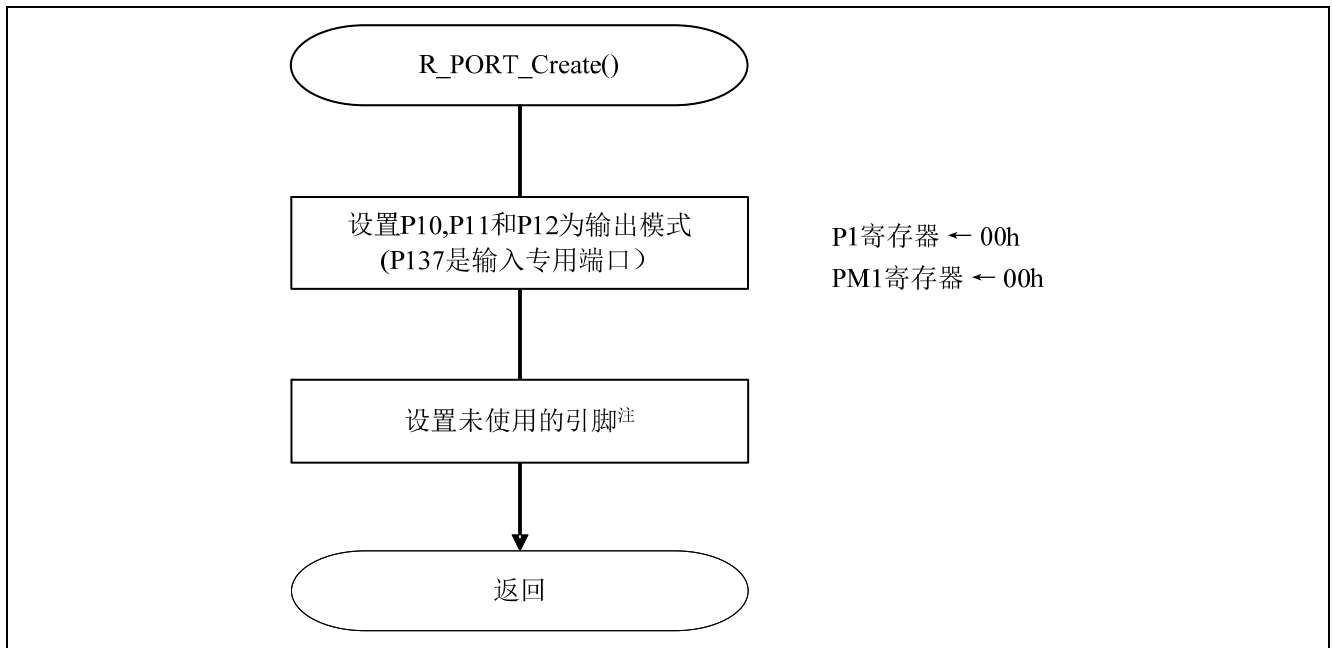 R_PORT_Create()
设置P10,P11和P12为输出模式
(P137是输入专用端口）
P1寄存器 ← 00h
PM1寄存器 ← 00h
设置未使用的引脚注
返回